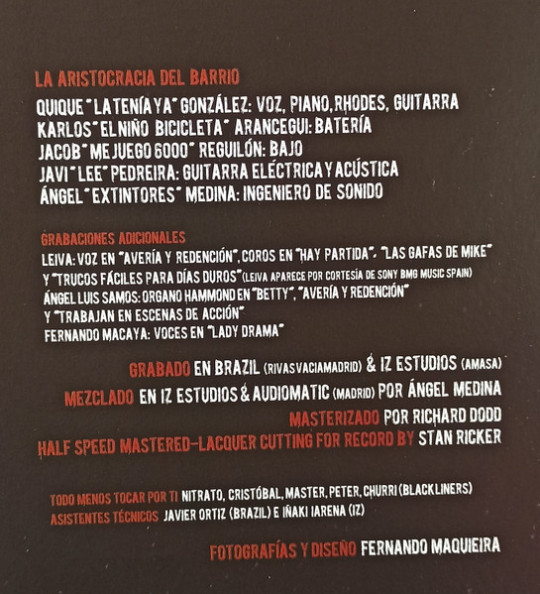 LA ARISTOCRACIA DEL BARRIO
QUIQUE "LA TENÍA YA" GONZÁLEZ: VOZ, PIANO, RHODES, GUITARRA
KARLOS "EL NIÑO BICICLETA" ARANCEGUI: BATERÍA
JACOB "ME JUEGO 6000" REGUILÓN: BAJO
JAVI "LEE" PEDREIRA: GUITARRA ELÉCTRICA Y ACÚSTICA
ÁNGEL "EXTINTORES" MEDINA: INGENIERO DE SONIDO
GRABACIONES ADICIONALES
LEIVA: VOZ EN "AVERÍA Y REDENCIÓN", COROS EN "HAY PARTIDA", "LAS GAFAS DE MIKE"
Y "TRUCOS FÁCILES PARA DÍAS DUROS" (LEIVA APARECE POR CORTESÍA DE SONY BMG MUSIC SPAIN)
ÁNGEL LUIS SAMOS: ORGANO HAMMOND EN "BETTY", "AVERÍA Y REDENCIÓN"
Y "TRABAJAN EN ESCENAS DE ACCIÓN"
FERNANDO MACAYA: VOCES EN "LADY DRAMA"
GRABADO EN BRAZIL (RIVAS VACIAMADRID) & IZ ESTUDIOS (AMASA)
MEZCLADO EN IZ ESTUDIOS & AUDIOMATIC (MADRID) POR ÁNGEL MEDINA
MASTERIZADO POR RICHARD DODD
HALF SPEED MASTERED-LACQUER CUTTING FOR RECORD BY STAN RICKER
TODO MENOS TOCAR POR TI NITRATO, CRISTÓBAL, MASTER, PETER, CHURRI (BLACKLINERS)
ASISTENTES TÉCNICOS JAVIER ORTIZ (BRAZIL) E IÑAKI IARENA (IZ)
FOTOGRAFÍAS Y DISEÑO FERNANDO MAQUIEIRA